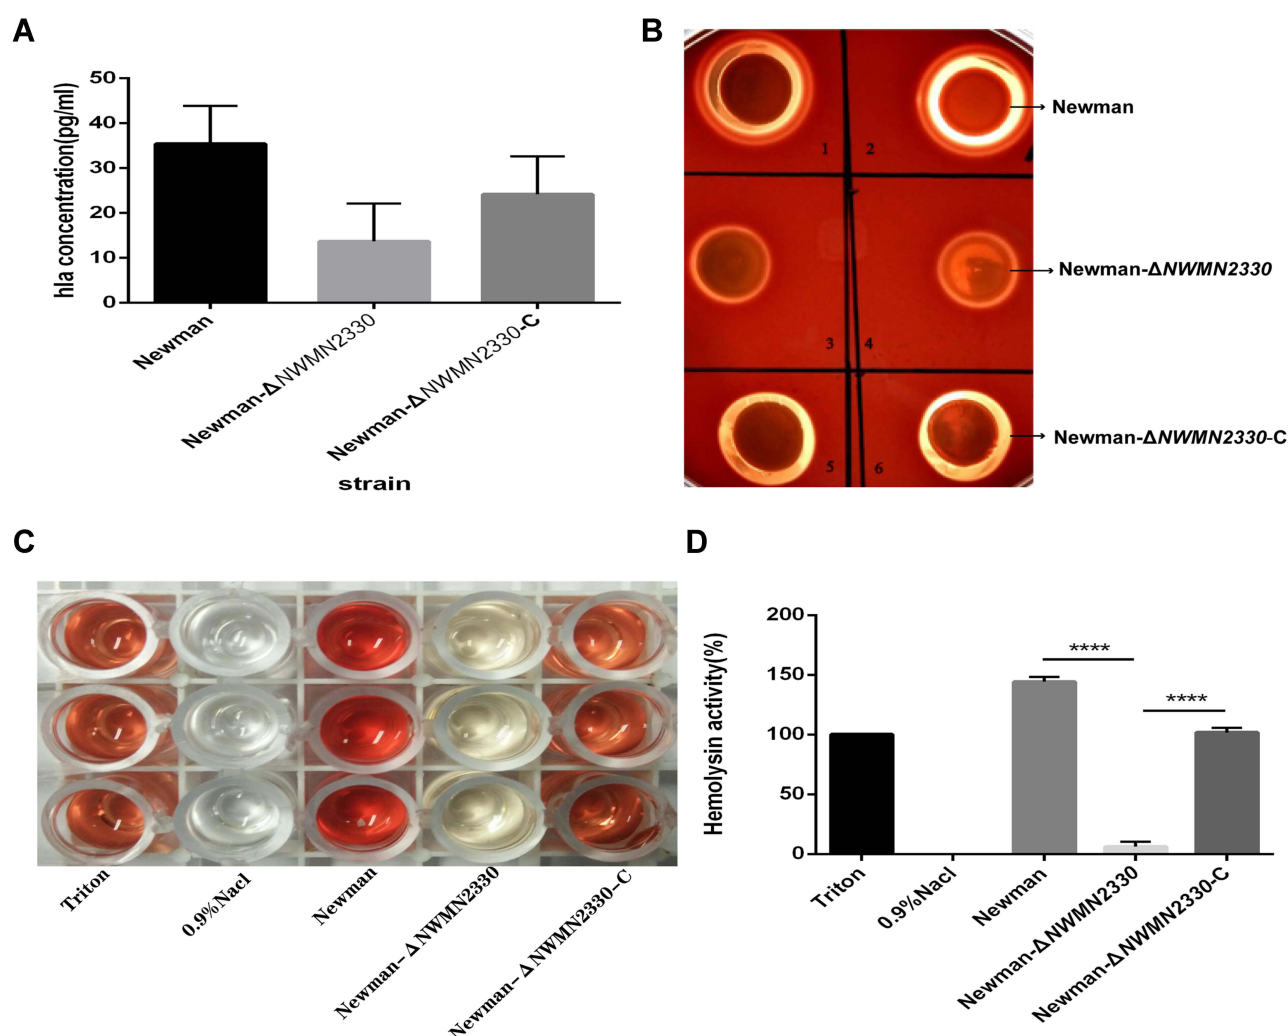 A
hla concentration(pg/ml)
50
40
30
20
10
0
Newman
Newman-ΔNWMN2330
Newman-ΔNWMN2330-C
strain
B
1
2
3
4
5
6
Newman
Newman-ΔNWMN2330
Newman-ΔNWMN2330-C
C
Triton
0.9%Nacl
Newman
Newman-ΔNWMN2330
Newman-ΔNWMN2330-C
D
Hemolysin activity(%)
200
150
100
50
0
****
****
Triton
0.9%Nacl
Newman
Newman-ΔNWMN2330
Newman-ΔNWMN2330-C